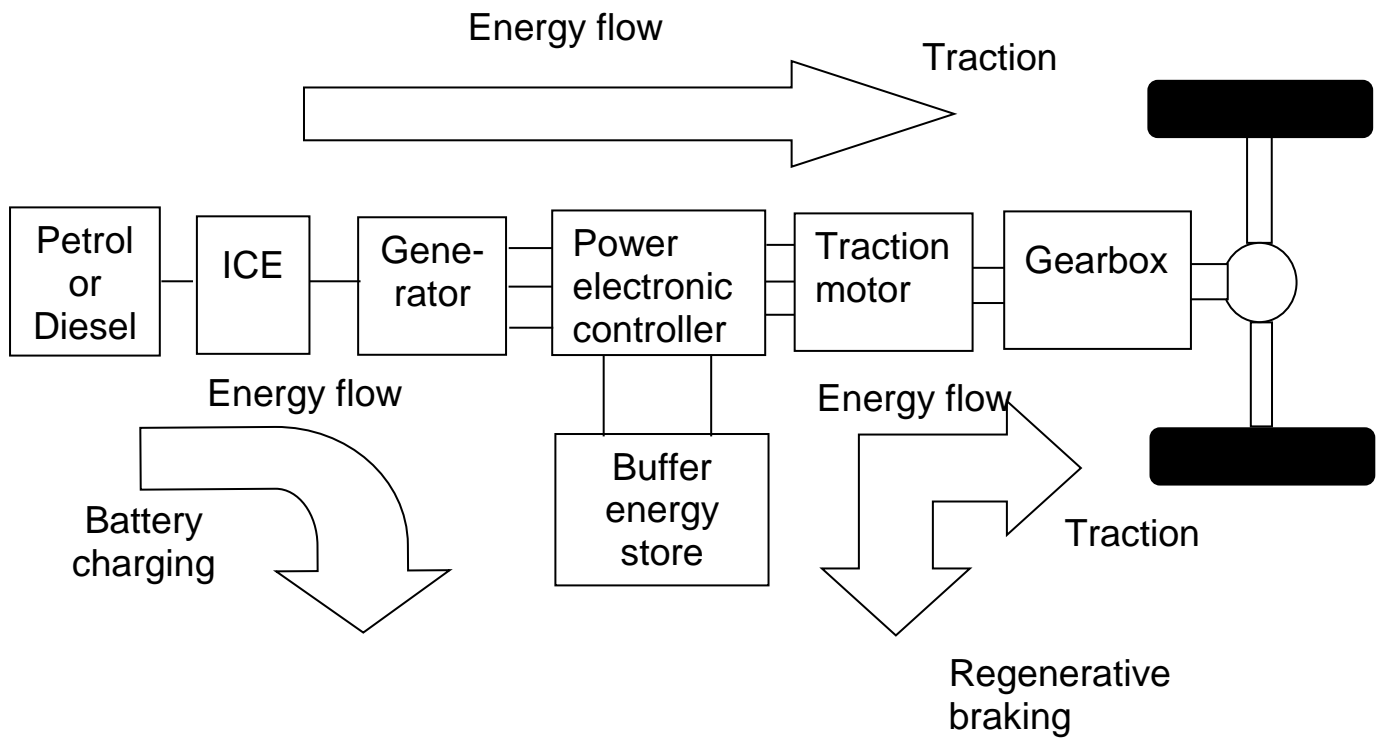 Energy flow
Traction
Petrol
or
Diesel
ICE
Gene-
rator
Power
electronic
controller
Traction
motor
Gearbox
Energy flow
Battery
charging
Buffer
energy
store
Energy flow
Traction
Regenerative
braking